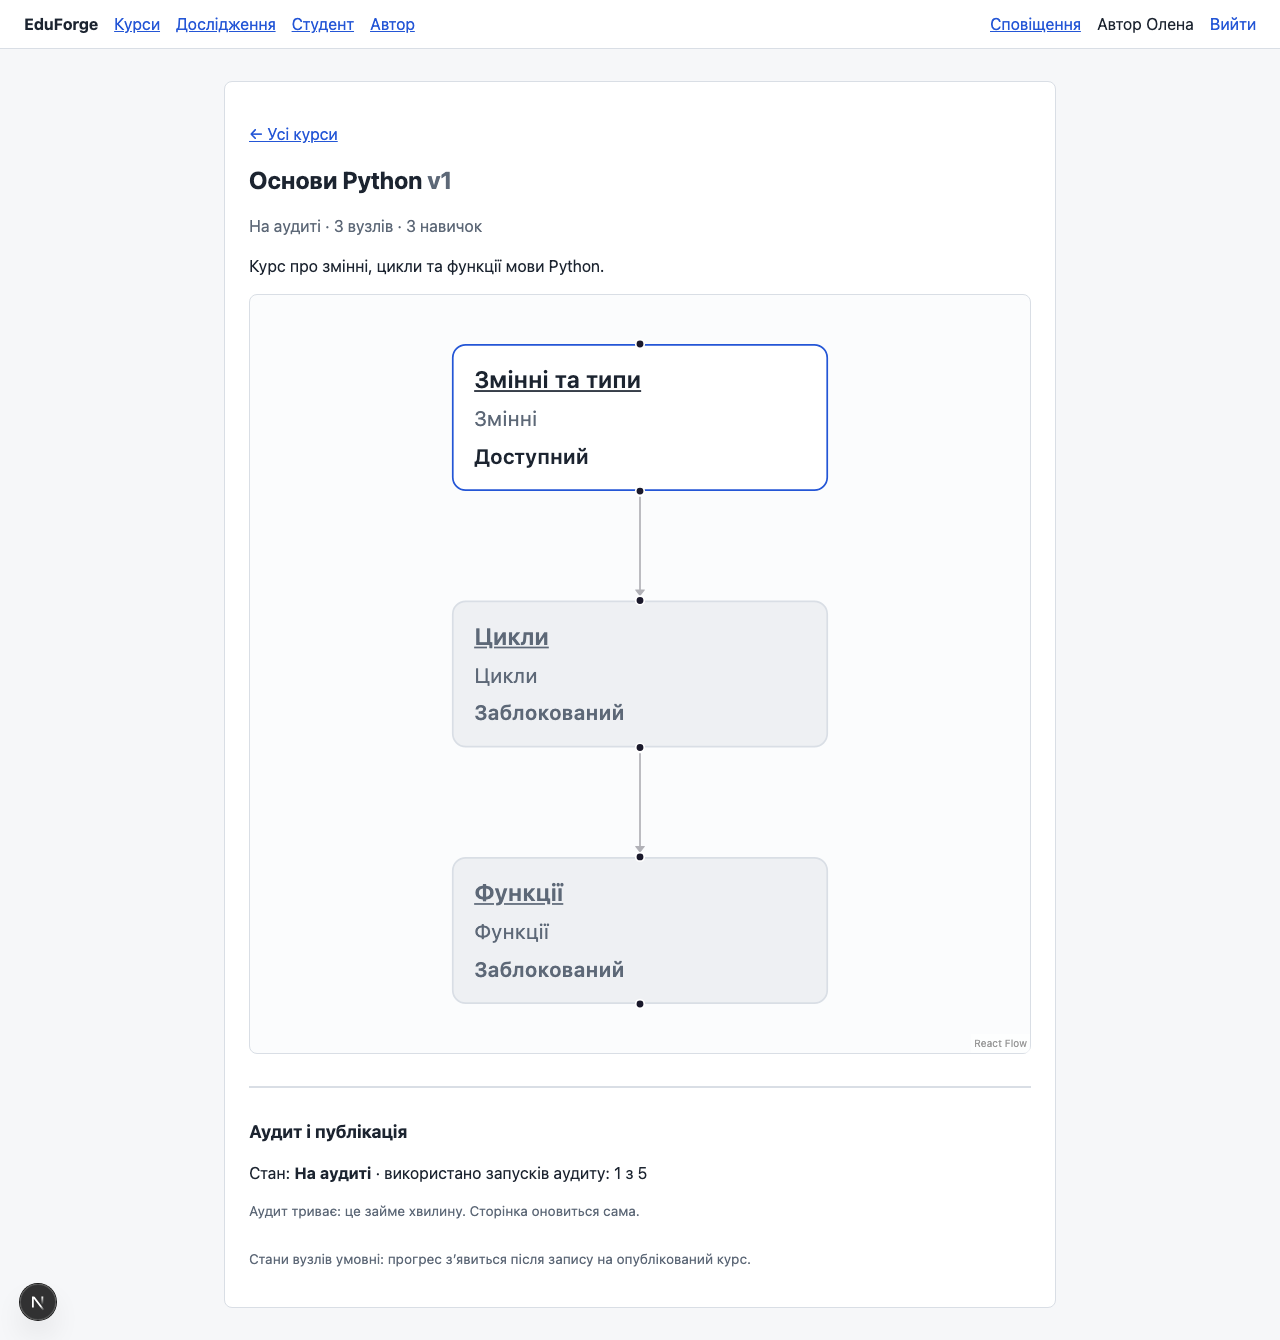 EduForge Курси Дослідження Студент Автор Сповіщення Автор Олена Вийти
← Усі курси
Основи Python v1
На аудиті · 3 вузлів · 3 навичок
Курс про змінні, цикли та функції мови Python.
Змінні та типи
Змінні
Доступний
Цикли
Цикли
Заблокований
Функції
Функції
Заблокований
React Flow
Аудит і публікація
Стан: На аудиті · використано запусків аудиту: 1 з 5
Аудит триває: це займе хвилину. Сторінка оновиться сама.
Стани вузлів умовні: прогрес з’явиться після запису на опублікований курс.
N